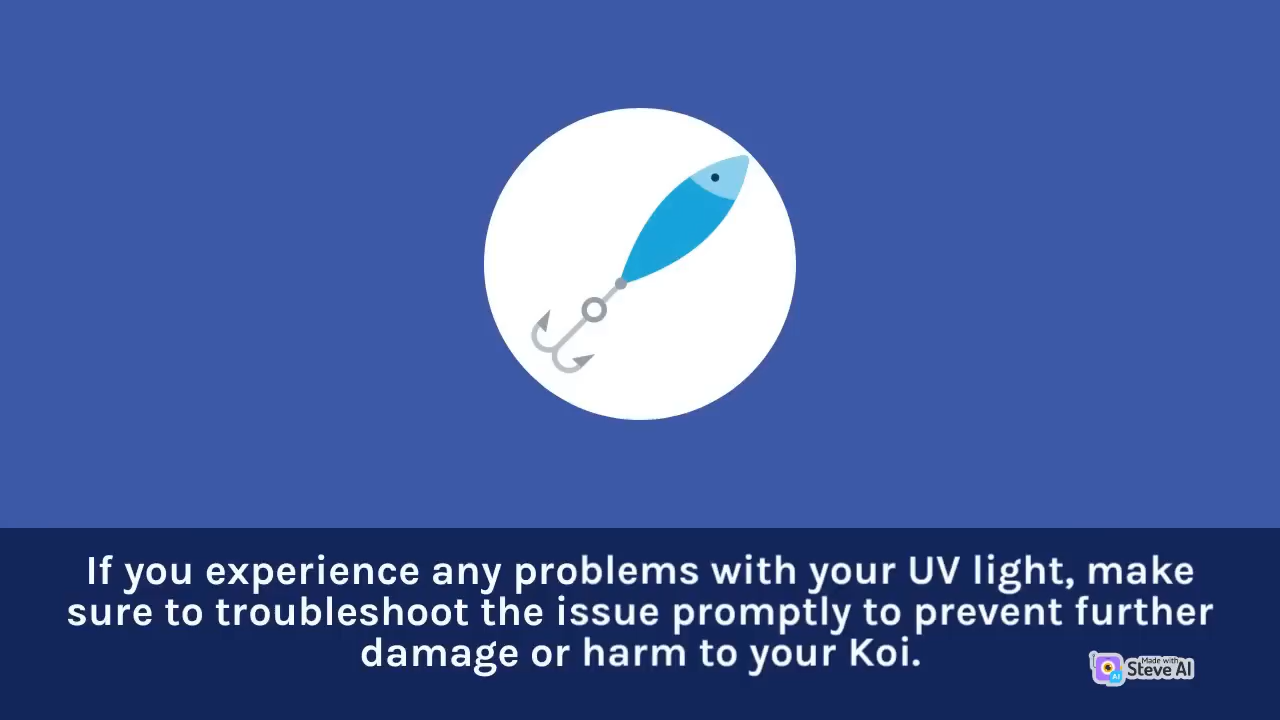 If you experience any problems with your UV light, make
sure to troubleshoot the issue promptly to prevent further
damage or harm to your Koi.
Made with
Steve AI
AI